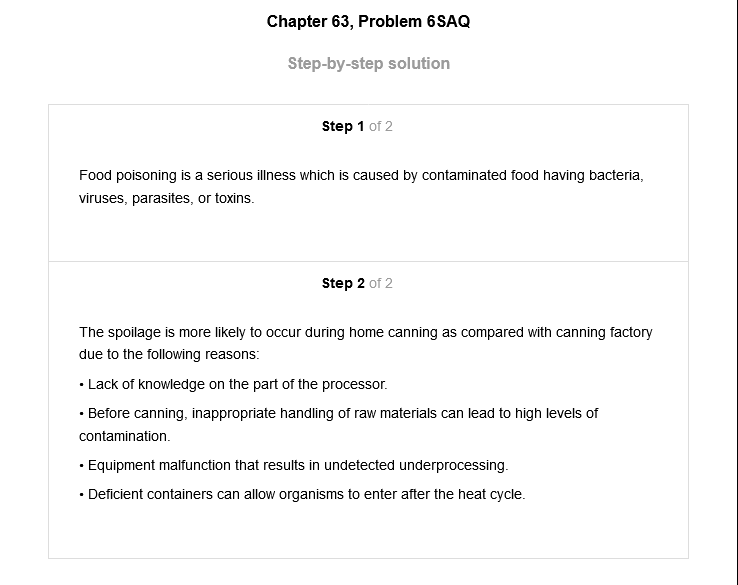 Chapter 63, Problem 6SAQ
Step-by-step solution
Step 1 of 2
Food poisoning is a serious illness which is caused by contaminated food having bacteria,
viruses, parasites, or toxins.
Step 2 of 2
The spoilage is more likely to occur during home canning as compared with canning factory
due to the following reasons:
• Lack of knowledge on the part of the processor.
• Before canning, inappropriate handling of raw materials can lead to high levels of
contamination.
• Equipment malfunction that results in undetected underprocessing.
• Deficient containers can allow organisms to enter after the heat cycle.